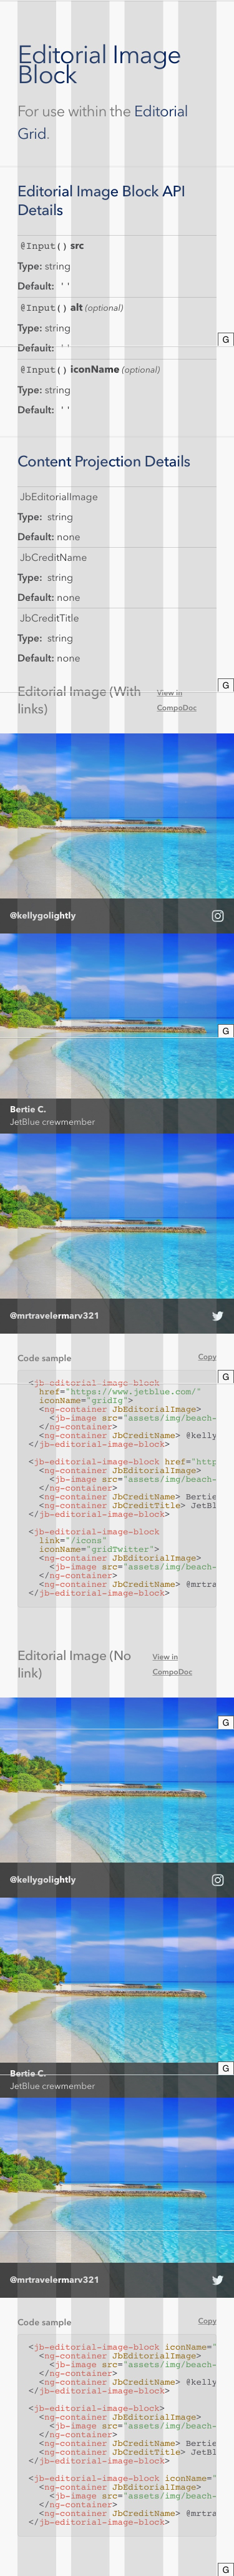 Editorial Image
Block
For use within the Editorial
Grid.
Editorial Image Block API
Details
@Input() src
Type: string
Default: ''
@Input() alt (optional)
Type: string
G
Default: ''
@Input() iconName (optional)
Type: string
Default: ''
Content Projection Details
JbEditorialImage
Type: string
Default: none
JbCreditName
Type: string
Default: none
JbCreditTitle
Type: string
Default: none
G
Editorial Image (With
links)
View in
CompoDoc
@kellygolightly
G
Bertie C.
JetBlue crewmember
@mrtravelermarv321
Code sample
Copy
G
<jb-editorial-image-block
href="https://www.jetblue.com/"
iconName="gridIg">
<ng-container JbEditorialImage>
<jb-image src="assets/img/beach-
</ng-container>
<ng-container JbCreditName> @kelly
</jb-editorial-image-block>
<jb-editorial-image-block href="http
<ng-container JbEditorialImage>
<jb-image src="assets/img/beach-
</ng-container>
<ng-container JbCreditName> Bertie
<ng-container JbCreditTitle> JetBl
</jb-editorial-image-block>
<jb-editorial-image-block
link="/icons"
iconName="gridTwitter">
<ng-container JbEditorialImage>
<jb-image src="assets/img/beach-
</ng-container>
<ng-container JbCreditName> @mrtra
</jb-editorial-image-block>
Editorial Image (No
link)
View in
CompoDoc
G
@kellygolightly
G
Bertie C.
JetBlue crewmember
@mrtravelermarv321
Code sample
Copy
<jb-editorial-image-block iconName="
<ng-container JbEditorialImage>
<jb-image src="assets/img/beach-
</ng-container>
<ng-container JbCreditName> @kelly
</jb-editorial-image-block>
<jb-editorial-image-block>
<ng-container JbEditorialImage>
<jb-image src="assets/img/beach-
</ng-container>
<ng-container JbCreditName> Bertie
<ng-container JbCreditTitle> JetBl
</jb-editorial-image-block>
<jb-editorial-image-block iconName="
<ng-container JbEditorialImage>
<jb-image src="assets/img/beach-
</ng-container>
<ng-container JbCreditName> @mrtra
</jb-editorial-image-block>
G